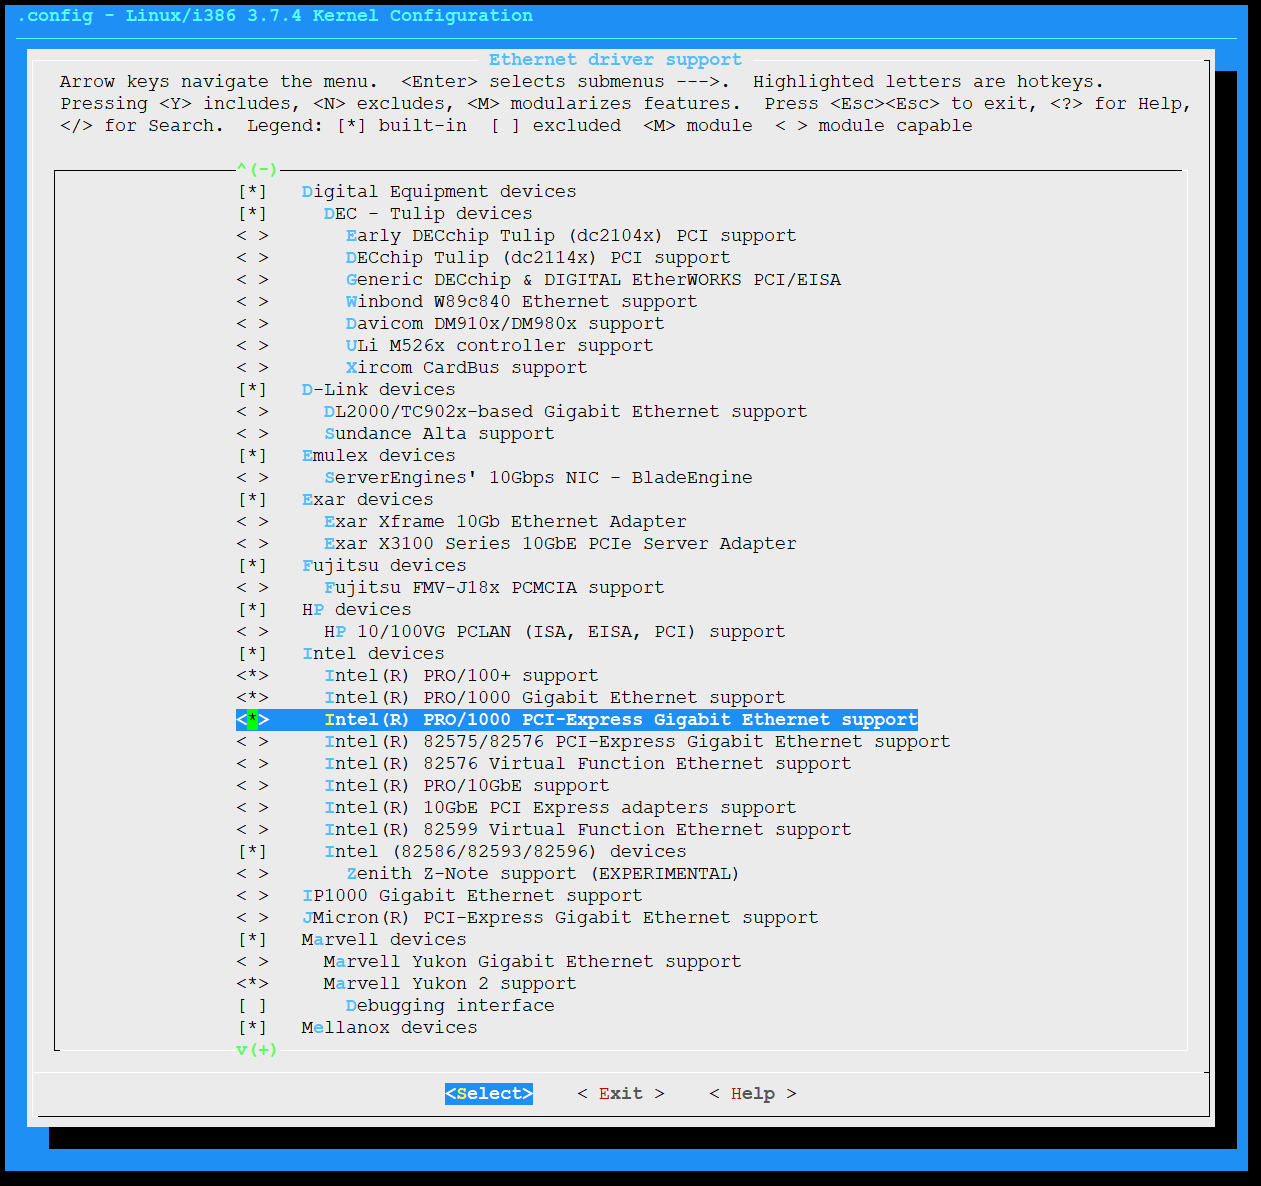 .config - Linux/i386 3.7.4 Kernel Configuration
Ethernet driver support
Arrow keys navigate the menu.  <Enter> selects submenus --->.  Highlighted letters are hotkeys.
Pressing <Y> includes, <N> excludes, <M> modularizes features.  Press <Esc><Esc> to exit, <?> for Help,
</> for Search.  Legend: [*] built-in  [ ] excluded  <M> module  < > module capable
^(-)
[*]   Digital Equipment devices
[*]     DEC - Tulip devices
< >       Early DECchip Tulip (dc2104x) PCI support
< >       DECchip Tulip (dc2114x) PCI support
< >       Generic DECchip & DIGITAL EtherWORKS PCI/EISA
< >       Winbond W89c840 Ethernet support
< >       Davicom DM910x/DM980x support
< >       ULi M526x controller support
< >       Xircom CardBus support
[*]   D-Link devices
< >     DL2000/TC902x-based Gigabit Ethernet support
< >     Sundance Alta support
[*]   Emulex devices
< >     ServerEngines' 10Gbps NIC - BladeEngine
[*]   Exar devices
< >     Exar Xframe 10Gb Ethernet Adapter
< >     Exar X3100 Series 10GbE PCIe Server Adapter
[*]   Fujitsu devices
< >     Fujitsu FMV-J18x PCMCIA support
[*]   HP devices
< >     HP 10/100VG PCLAN (ISA, EISA, PCI) support
[*]   Intel devices
<*>     Intel(R) PRO/100+ support
<*>     Intel(R) PRO/1000 Gigabit Ethernet support
<*>     Intel(R) PRO/1000 PCI-Express Gigabit Ethernet support
< >     Intel(R) 82575/82576 PCI-Express Gigabit Ethernet support
< >     Intel(R) 82576 Virtual Function Ethernet support
< >     Intel(R) PRO/10GbE support
< >     Intel(R) 10GbE PCI Express adapters support
< >     Intel(R) 82599 Virtual Function Ethernet support
[*]     Intel (82586/82593/82596) devices
< >       Zenith Z-Note support (EXPERIMENTAL)
< >   IP1000 Gigabit Ethernet support
< >   JMicron(R) PCI-Express Gigabit Ethernet support
[*]   Marvell devices
< >     Marvell Yukon Gigabit Ethernet support
<*>     Marvell Yukon 2 support
[ ]       Debugging interface
[*]   Mellanox devices
v(+)
<Select>    < Exit >    < Help >